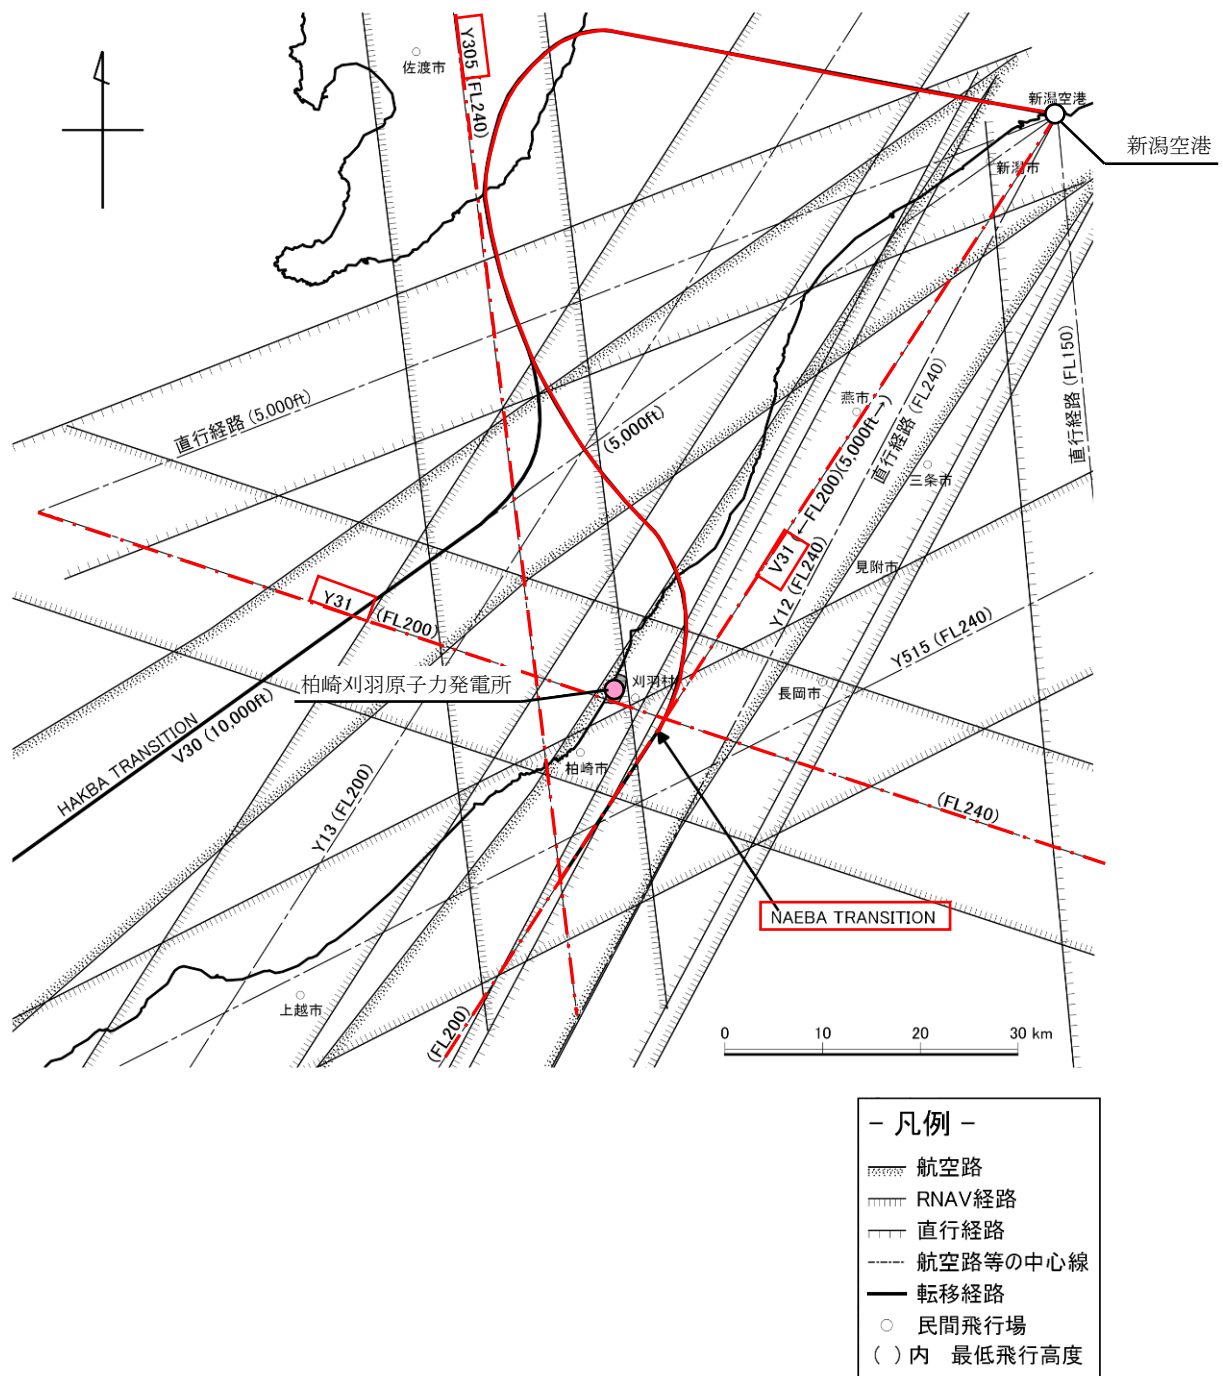 佐渡市
Y305 (FL240)
新潟空港
新潟空港
新潟市
直行経路 (FL150)
直行経路 (5,000ft)
(5,000ft)
燕市
三条市
直行経路 (FL240)
V31 (←FL200)(5,000ft→)
Y12 (FL240)
見附市
Y31 (FL200)
Y515 (FL240)
柏崎刈羽原子力発電所
刈羽村
長岡市
HAKBA TRANSITION
V30 (10,000ft)
柏崎市
Y13 (FL200)
(FL240)
NAEBA TRANSITION
上越市
(FL200)
0 10 20 30 km
- 凡例 -
航空路
RNAV経路
直行経路
航空路等の中心線
転移経路
民間飛行場
( ) 内 最低飛行高度